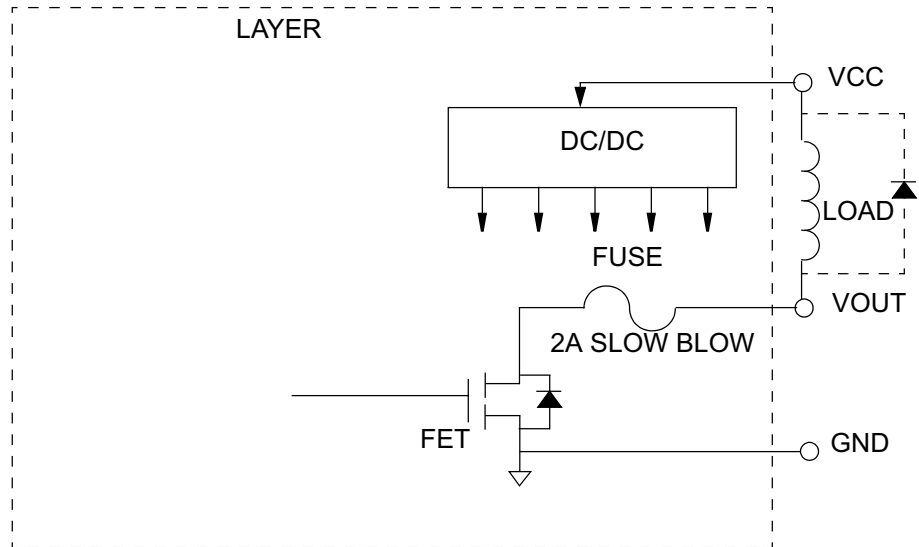 LAYER
VCC
DC/DC
LOAD
FUSE
VOUT
2A SLOW BLOW
FET
GND